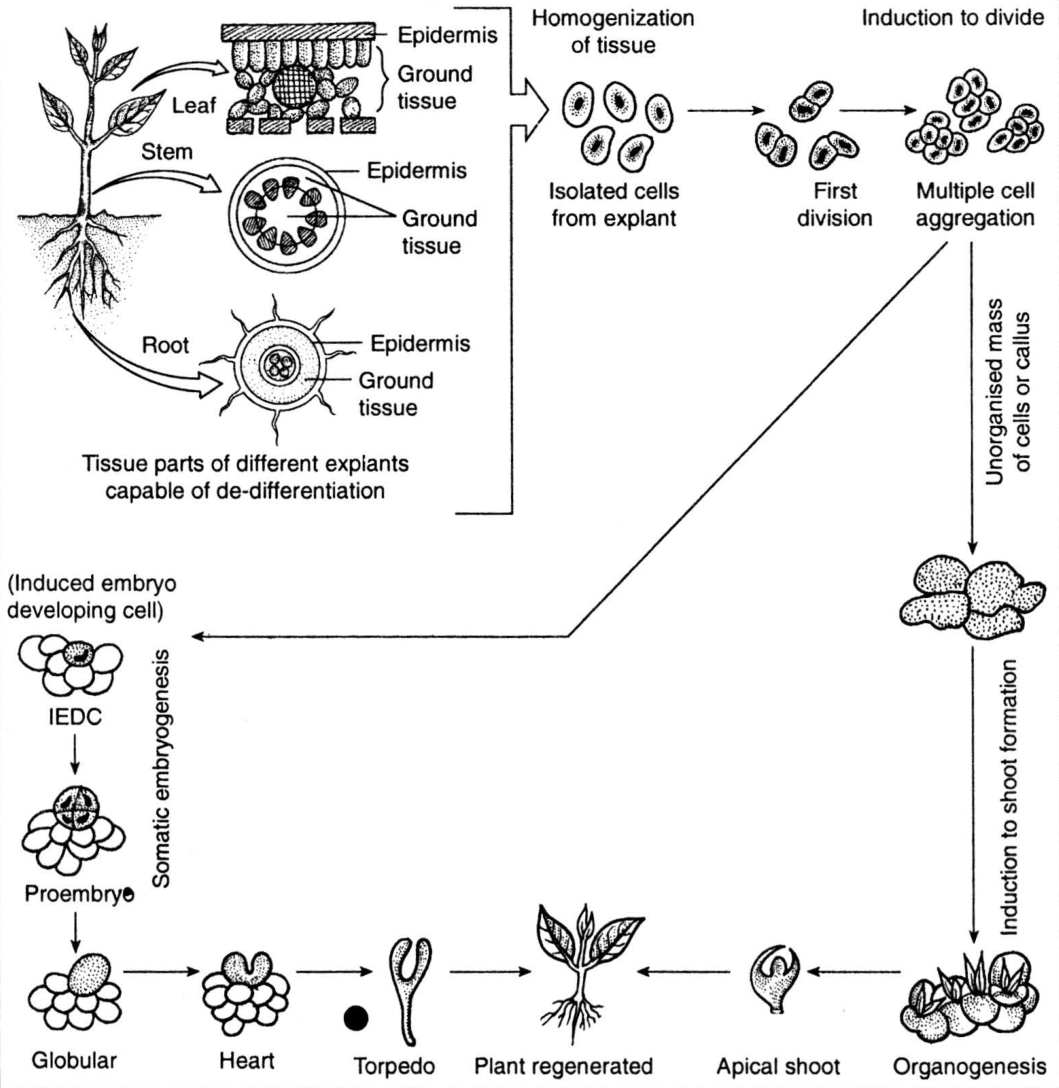 Epidermis
Ground
tissue
Leaf
Stem
Epidermis
Ground
tissue
Root
Epidermis
Ground
tissue
Tissue parts of different explants
capable of de-differentiation
Homogenization
of tissue
Induction to divide
Isolated cells
from explant
First
division
Multiple cell
aggregation
Unorganised mass
of cells or callus
(Induced embryo
developing cell)
IEDC
Somatic embryogenesis
Proembryo
Induction to shoot formation
Globular
Heart
Torpedo
Plant regenerated
Apical shoot
Organogenesis